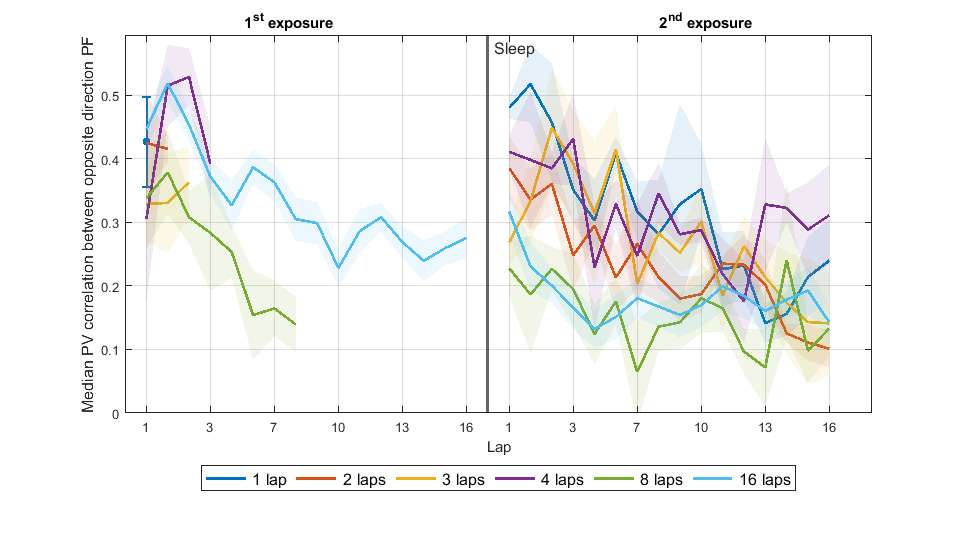 1st exposure
2nd exposure
Median PV correlation between opposite direction PF
Sleep
0.5
0.4
0.3
0.2
0.1
0
1 3 7 10 13 16
1 3 7 10 13 16
Lap
1 lap 2 laps 3 laps 4 laps 8 laps 16 laps